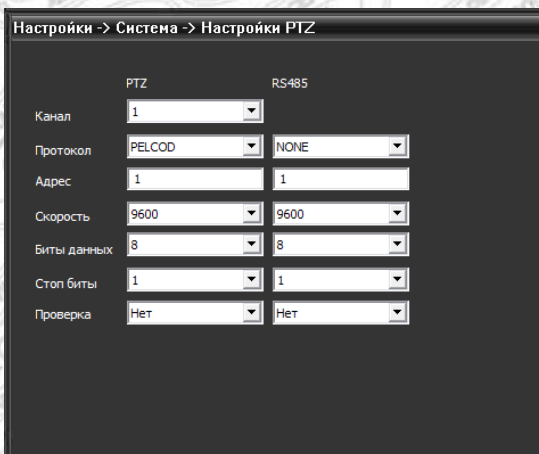 Настройки -> Система -> Настройки PTZ
PTZ RS485
Канал 1
Протокол PELCOD NONE
Адрес 1 1
Скорость 9600 9600
Биты данных 8 8
Стоп биты 1 1
Проверка Нет Нет